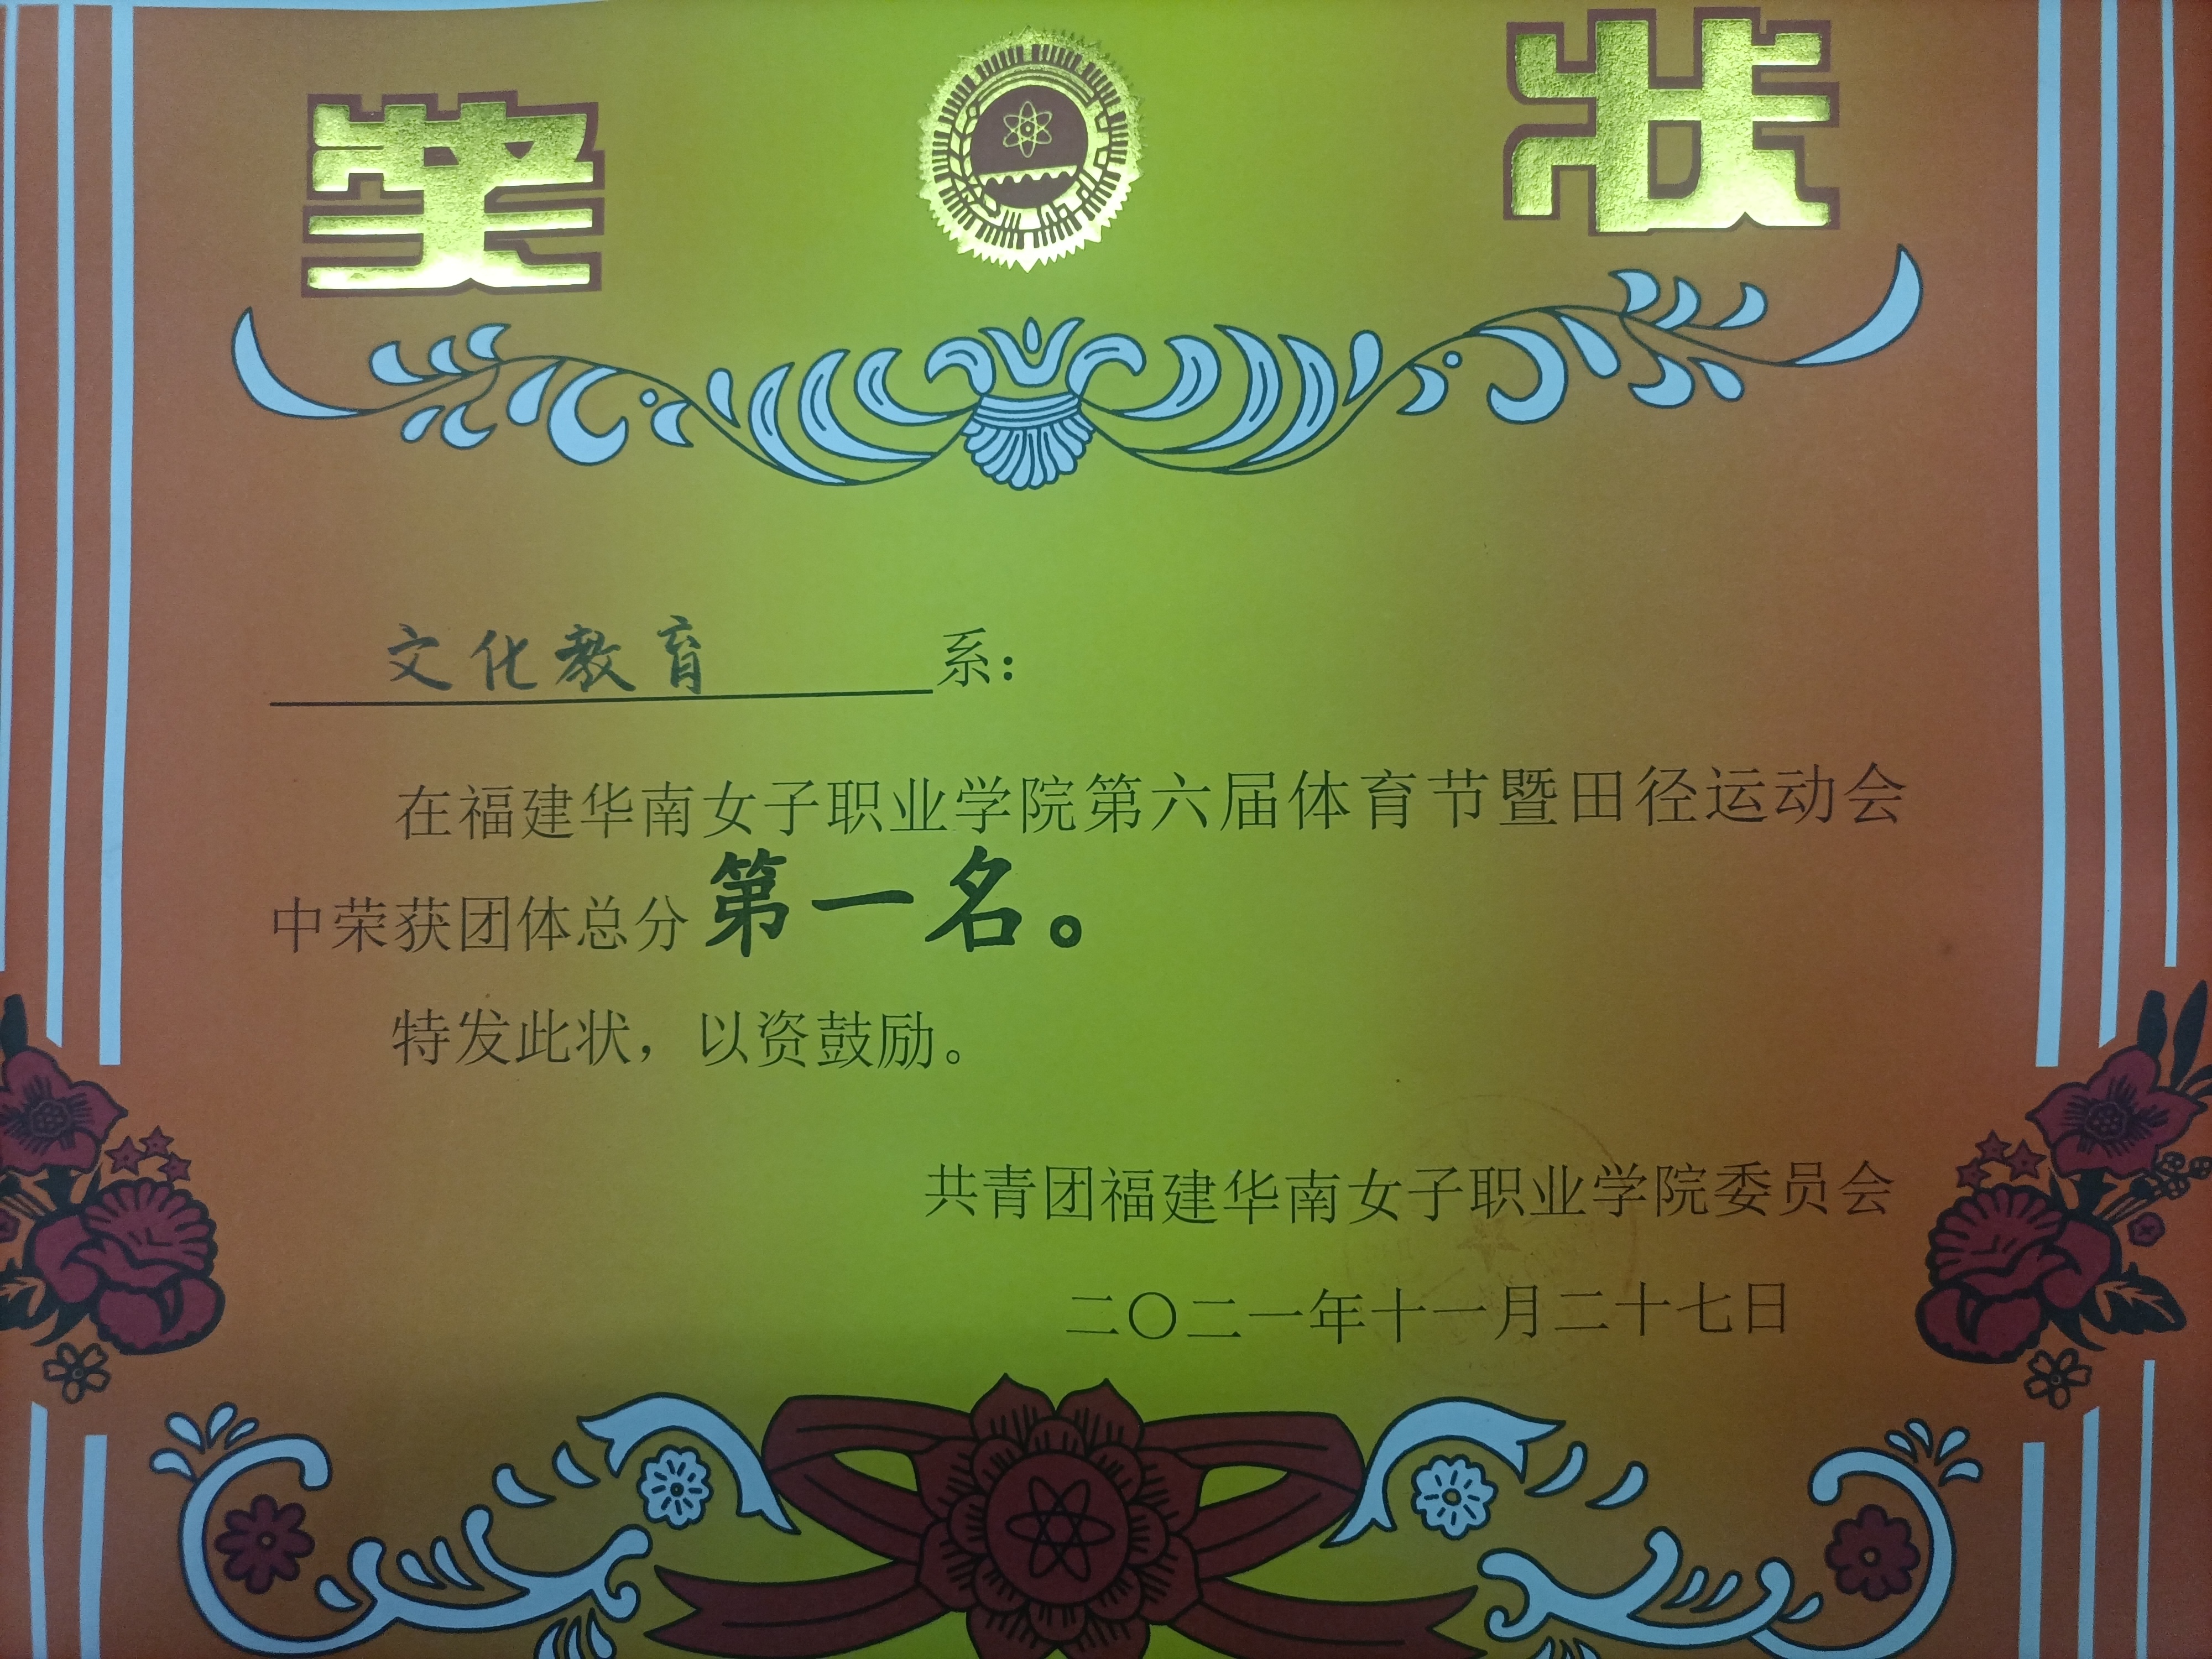 奖 状
文化教育系：
在福建华南女子职业学院第六届体育节暨田径运动会
中荣获团体总分第一名。
特发此状，以资鼓励。
共青团福建华南女子职业学院委员会
二〇二一年十一月二十七日